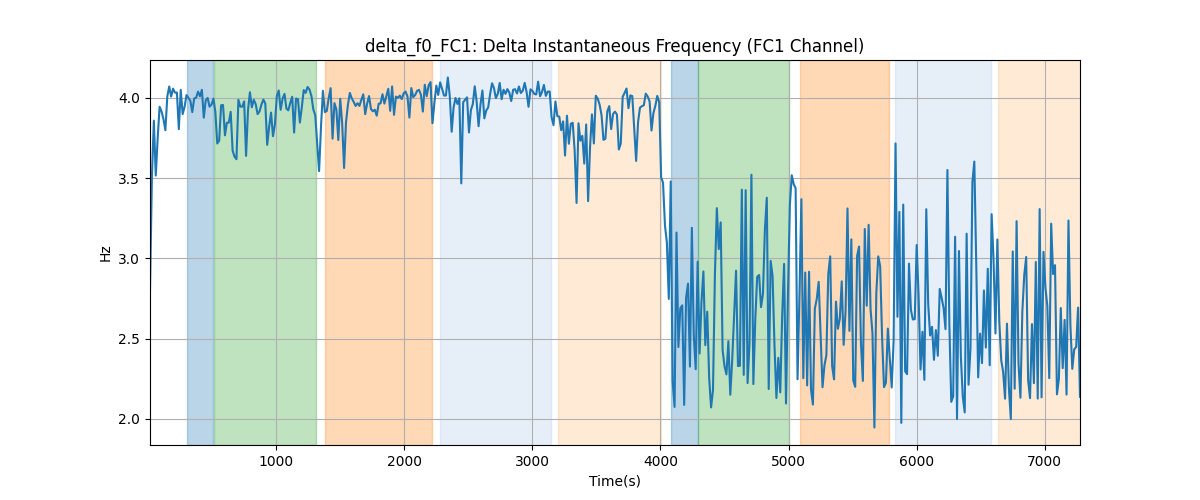 delta_f0_FC1: Delta Instantaneous Frequency (FC1 Channel)
4.0
3.5
3.0
2.5
2.0
Hz
1000 2000 3000 4000 5000 6000 7000
Time(s)